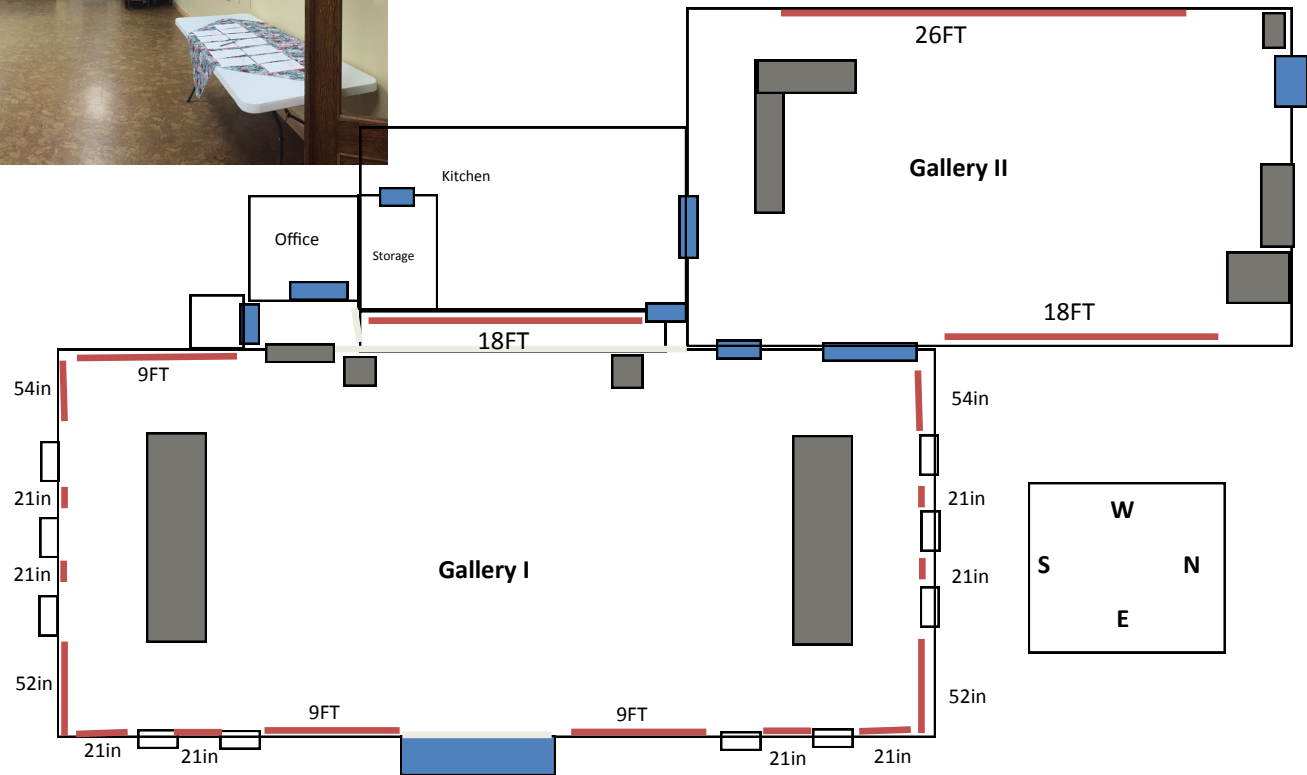 26FT
Kitchen
Gallery II
Office
Storage
18FT
18FT
9FT
54in
54in
21in
21in
W
S
N
E
Gallery I
21in
21in
52in
52in
9FT
9FT
21in
21in
21in
21in